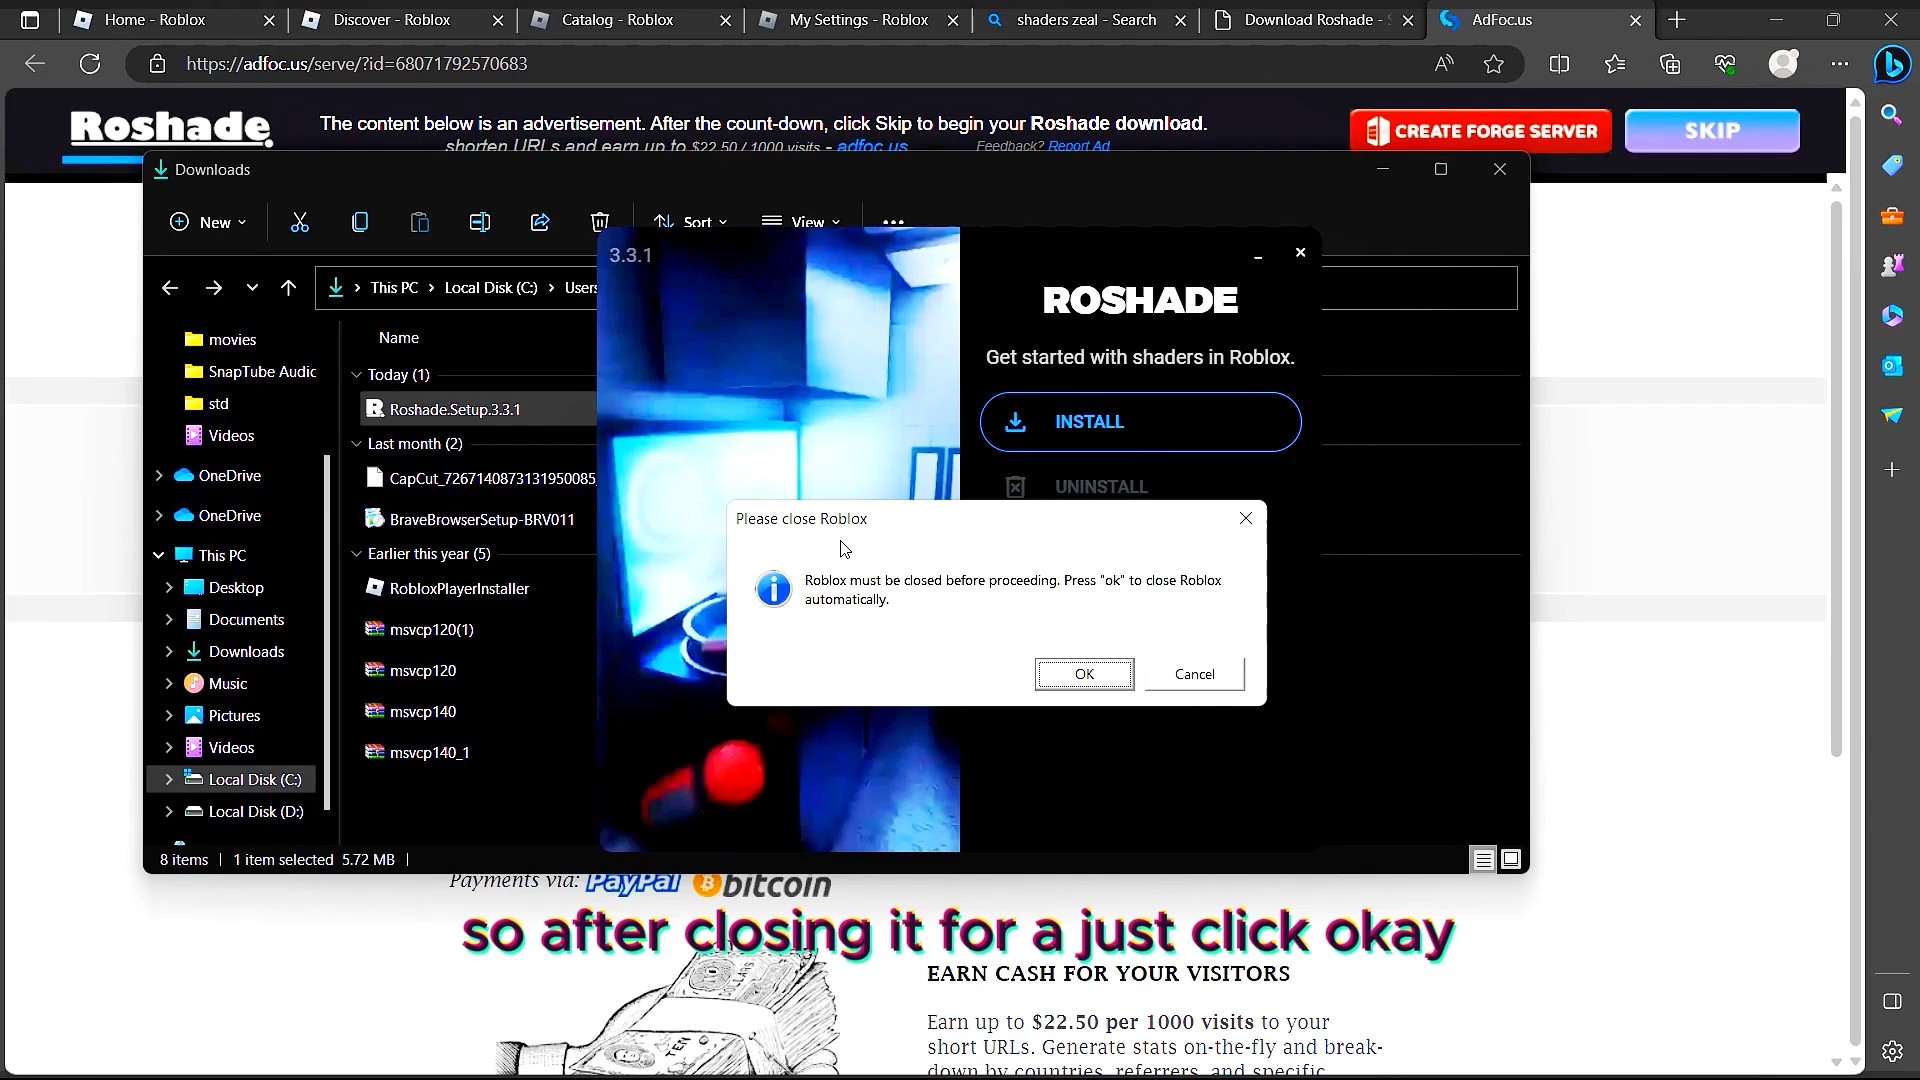 Home - Roblox
Discover - Roblox
Catalog - Roblox
My Settings - Roblox
shaders zeal - Search
Download Roshade -
AdFoc.us
https://adfoc.us/serve/?id=68071792570683
Roshade.
The content below is an advertisement. After the count-down, click Skip to begin your Roshade download.
shorten URLs and earn up to $22.50 / 1000 visits - adfoc.us
Feedback? Report Ad
CREATE FORGE SERVER
SKIP
Downloads
New
Sort
View
This PC
Local Disk (C:)
Users
Name
movies
SnapTube Audic
std
Videos
OneDrive
OneDrive
This PC
Desktop
Documents
Downloads
Music
Pictures
Videos
Local Disk (C:)
Local Disk (D:)
Today (1)
Roshade.Setup.3.3.1
Last month (2)
CapCut_7267140873131950085_
BraveBrowserSetup-BRV011
Earlier this year (5)
RobloxPlayerInstaller
msvcp120(1)
msvcp120
msvcp140
msvcp140_1
8 items
1 item selected 5.72 MB
3.3.1
ROSHADE
Get started with shaders in Roblox.
INSTALL
UNINSTALL
Please close Roblox
Roblox must be closed before proceeding. Press "ok" to close Roblox
automatically.
OK
Cancel
Payments via: PayPal bitcoin
so after closing it for a just click okay
EARN CASH FOR YOUR VISITORS
Earn up to $22.50 per 1000 visits to your
short URLs. Generate stats on-the-fly and break-
down by countries, referrers, and specific
TEN